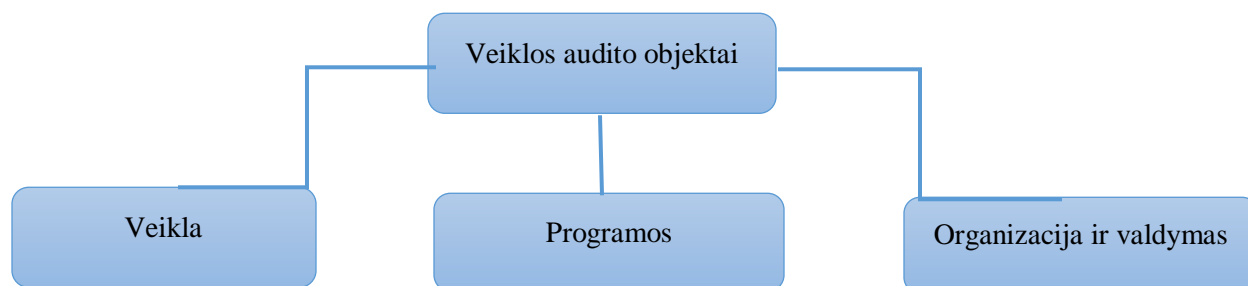 Veiklos audito objektai
Veikla
Programos
Organizacija ir valdymas